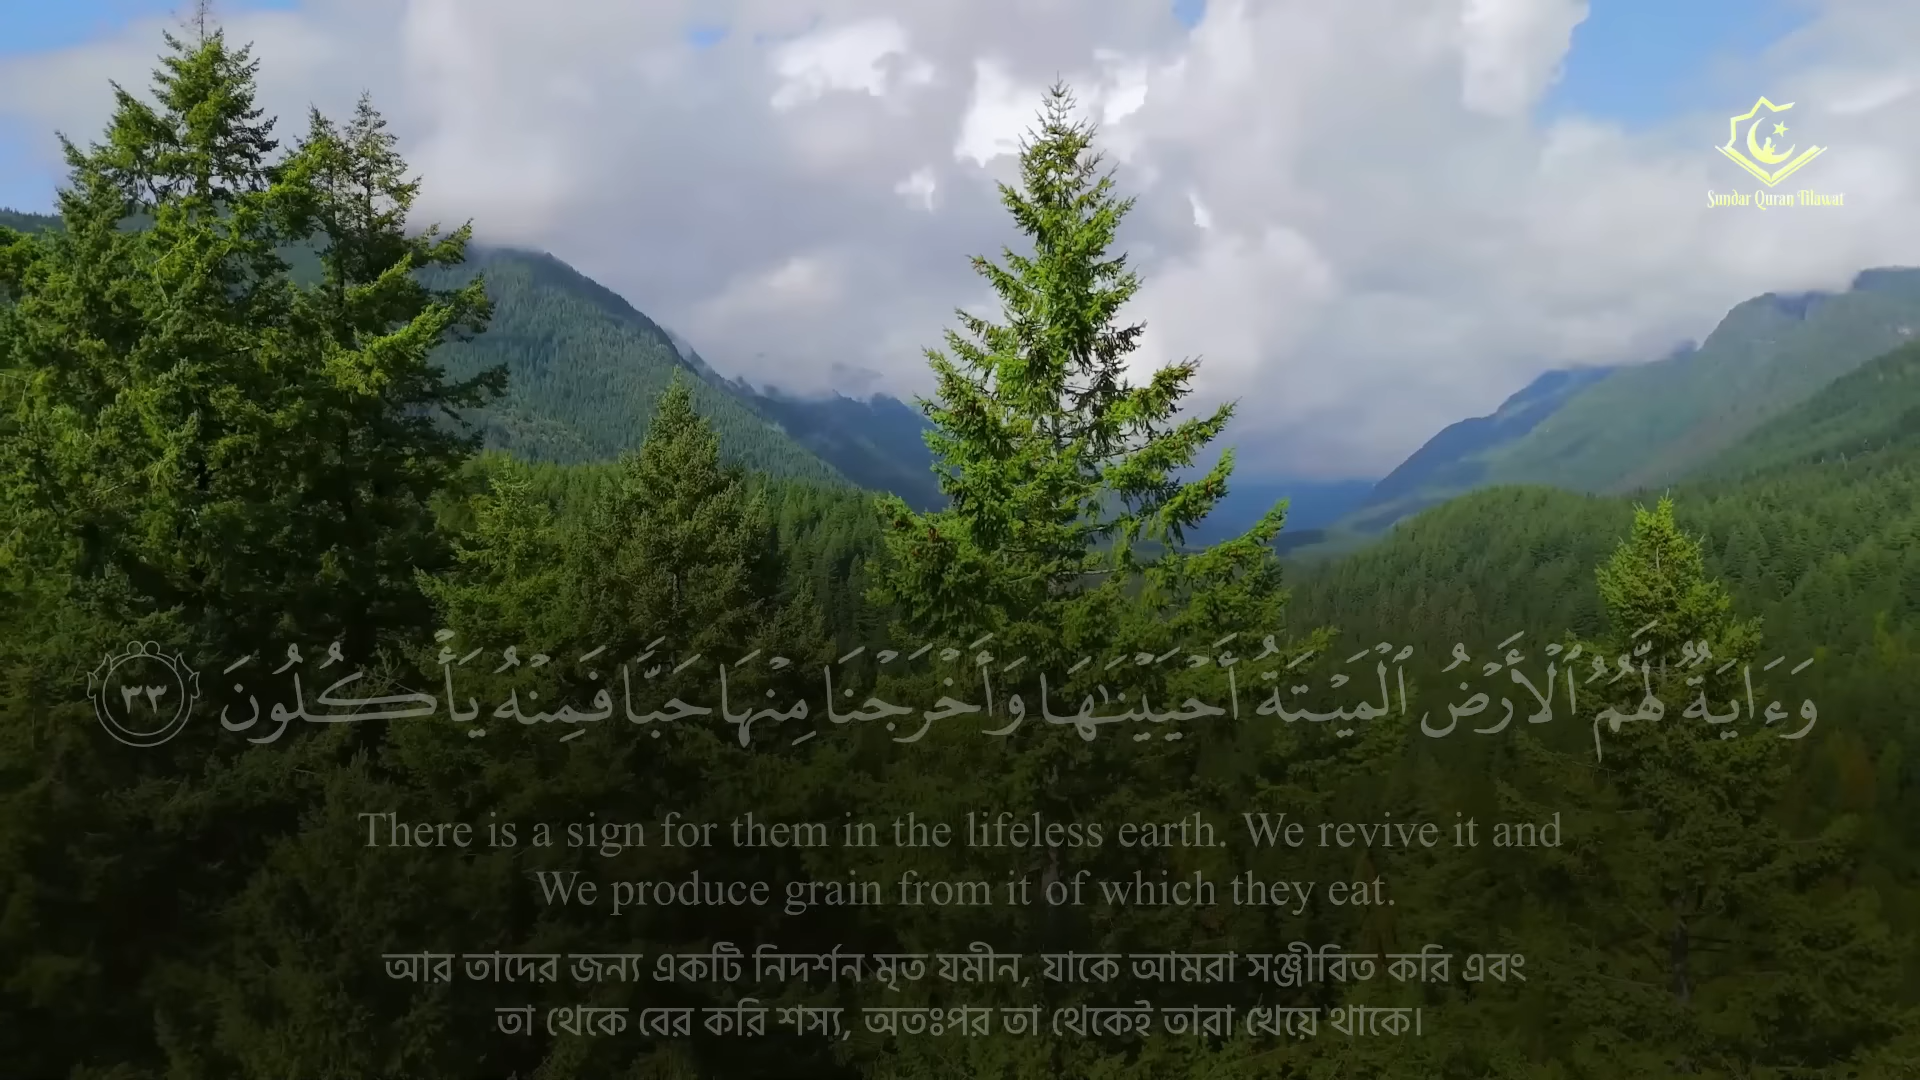 Sundar Quran Tilawat
وَءَايَةٌ لَّهُمُ ٱلْأَرْضُ ٱلْمَيْتَةُ أَحْيَيْنَـٰهَا وَأَخْرَجْنَا مِنْهَا حَبًّا فَمِنْهُ يَأْكُلُونَ ٣٣
There is a sign for them in the lifeless earth. We revive it and
We produce grain from it of which they eat.
আর তাদের জন্য একটি নিদর্শন মৃত যমীন, যাকে আমরা সঞ্জীবিত করি এবং
তা থেকে বের করি শস্য, অতঃপর তা থেকেই তারা খেয়ে থাকে।